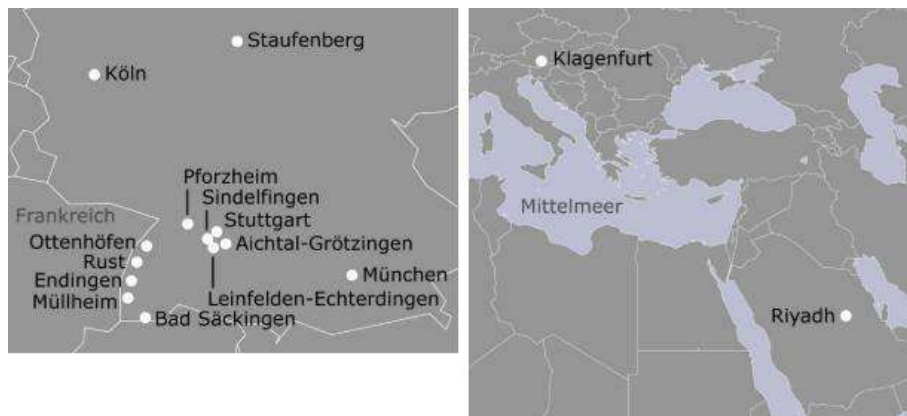 Staufenberg
Köln
Pforzheim
Sindelfingen
Stuttgart
Frankreich
Ottenhöfen
Aichtal-Grötzingen
Rust
Endingen
München
Müllheim
Leinfelden-Echterdingen
Bad Säckingen
Klagenfurt
Mittelmeer
Riyadh